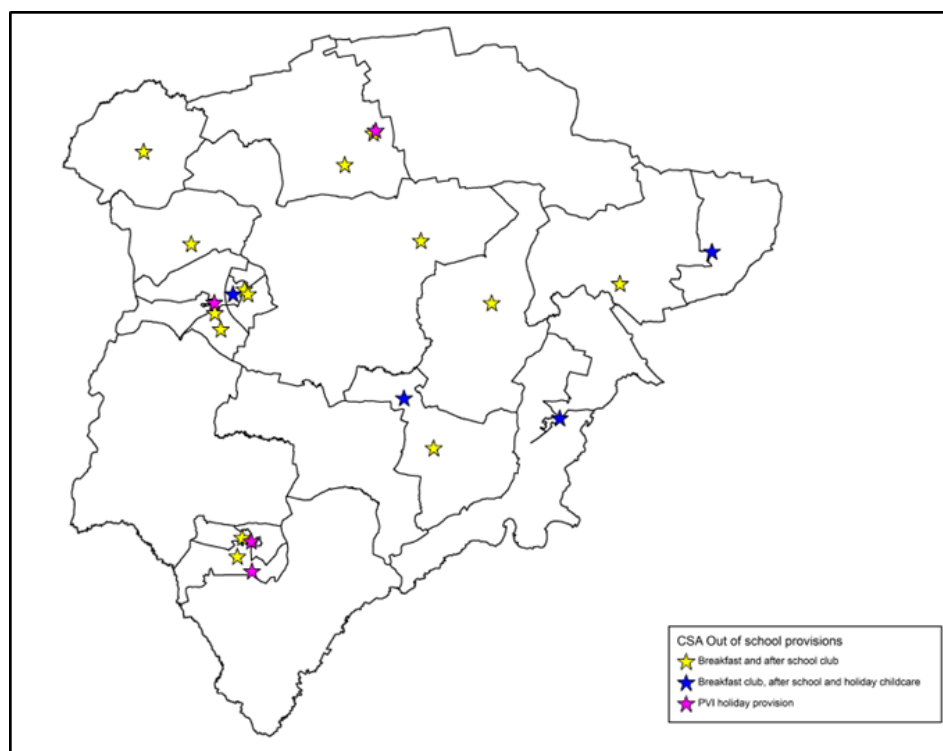 CSA Out of school provisions
Breakfast and after school club
Breakfast club, after school and holiday childcare
PVI holiday provision